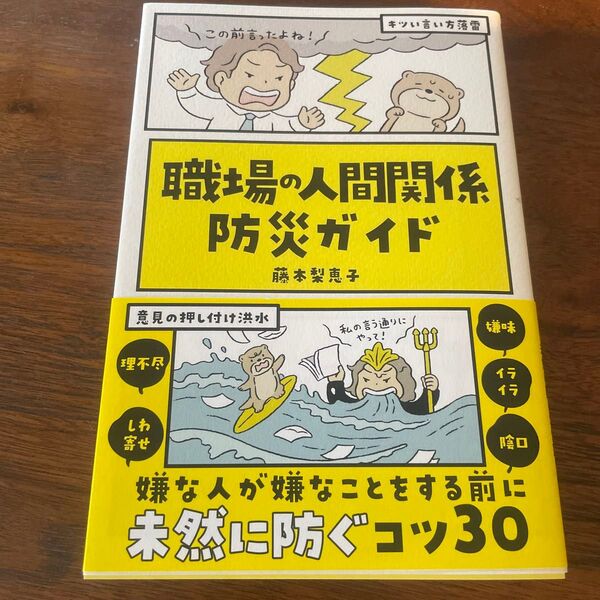 キツい言い方落雷
この前言ったよね！
職場の人間関係
防災ガイド
藤本梨恵子
意見の押し付け洪水
私の言う通りに
やって！
理不尽
しわ
寄せ
嫌味
イラ
イラ
陰口
嫌な人が嫌なことをする前に
未然に防ぐコツ30